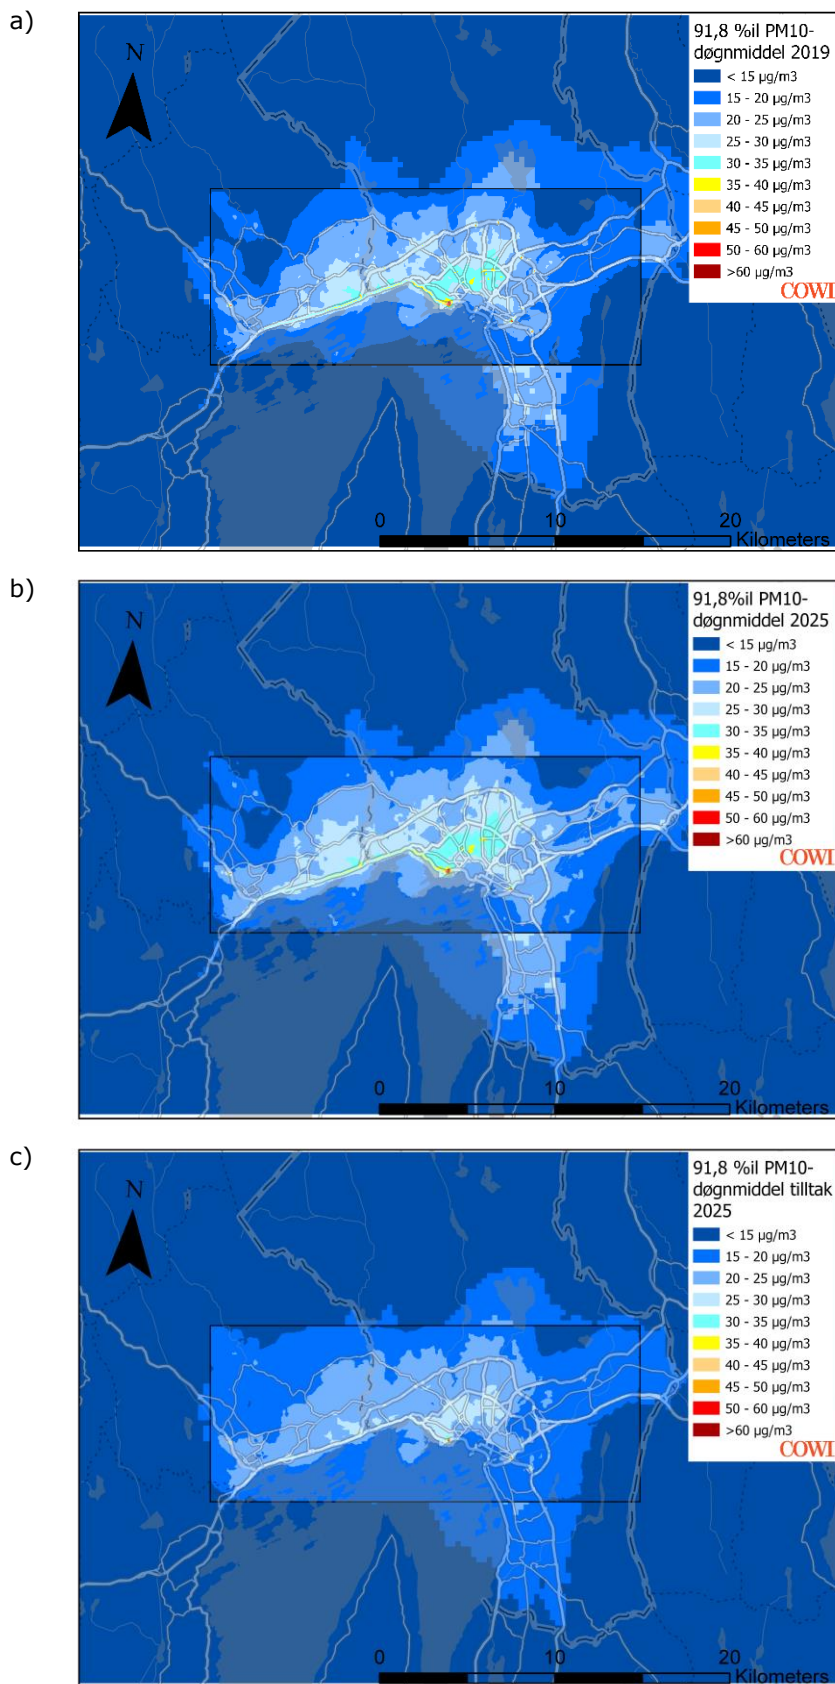 a)
N
91,8 %il PM10-
døgnmiddel 2019
< 15 µg/m3
15 - 20 µg/m3
20 - 25 µg/m3
25 - 30 µg/m3
30 - 35 µg/m3
35 - 40 µg/m3
40 - 45 µg/m3
45 - 50 µg/m3
50 - 60 µg/m3
>60 µg/m3
COWI
0 10 20
Kilometers
b)
N
91,8%il PM10-
døgnmiddel 2025
< 15 µg/m3
15 - 20 µg/m3
20 - 25 µg/m3
25 - 30 µg/m3
30 - 35 µg/m3
35 - 40 µg/m3
40 - 45 µg/m3
45 - 50 µg/m3
50 - 60 µg/m3
>60 µg/m3
COWI
0 10 20
Kilometers
c)
N
91,8 %il PM10-
døgnmiddel tilltak
2025
< 15 µg/m3
15 - 20 µg/m3
20 - 25 µg/m3
25 - 30 µg/m3
30 - 35 µg/m3
35 - 40 µg/m3
40 - 45 µg/m3
45 - 50 µg/m3
50 - 60 µg/m3
>60 µg/m3
COWI
0 10 20
Kilometers